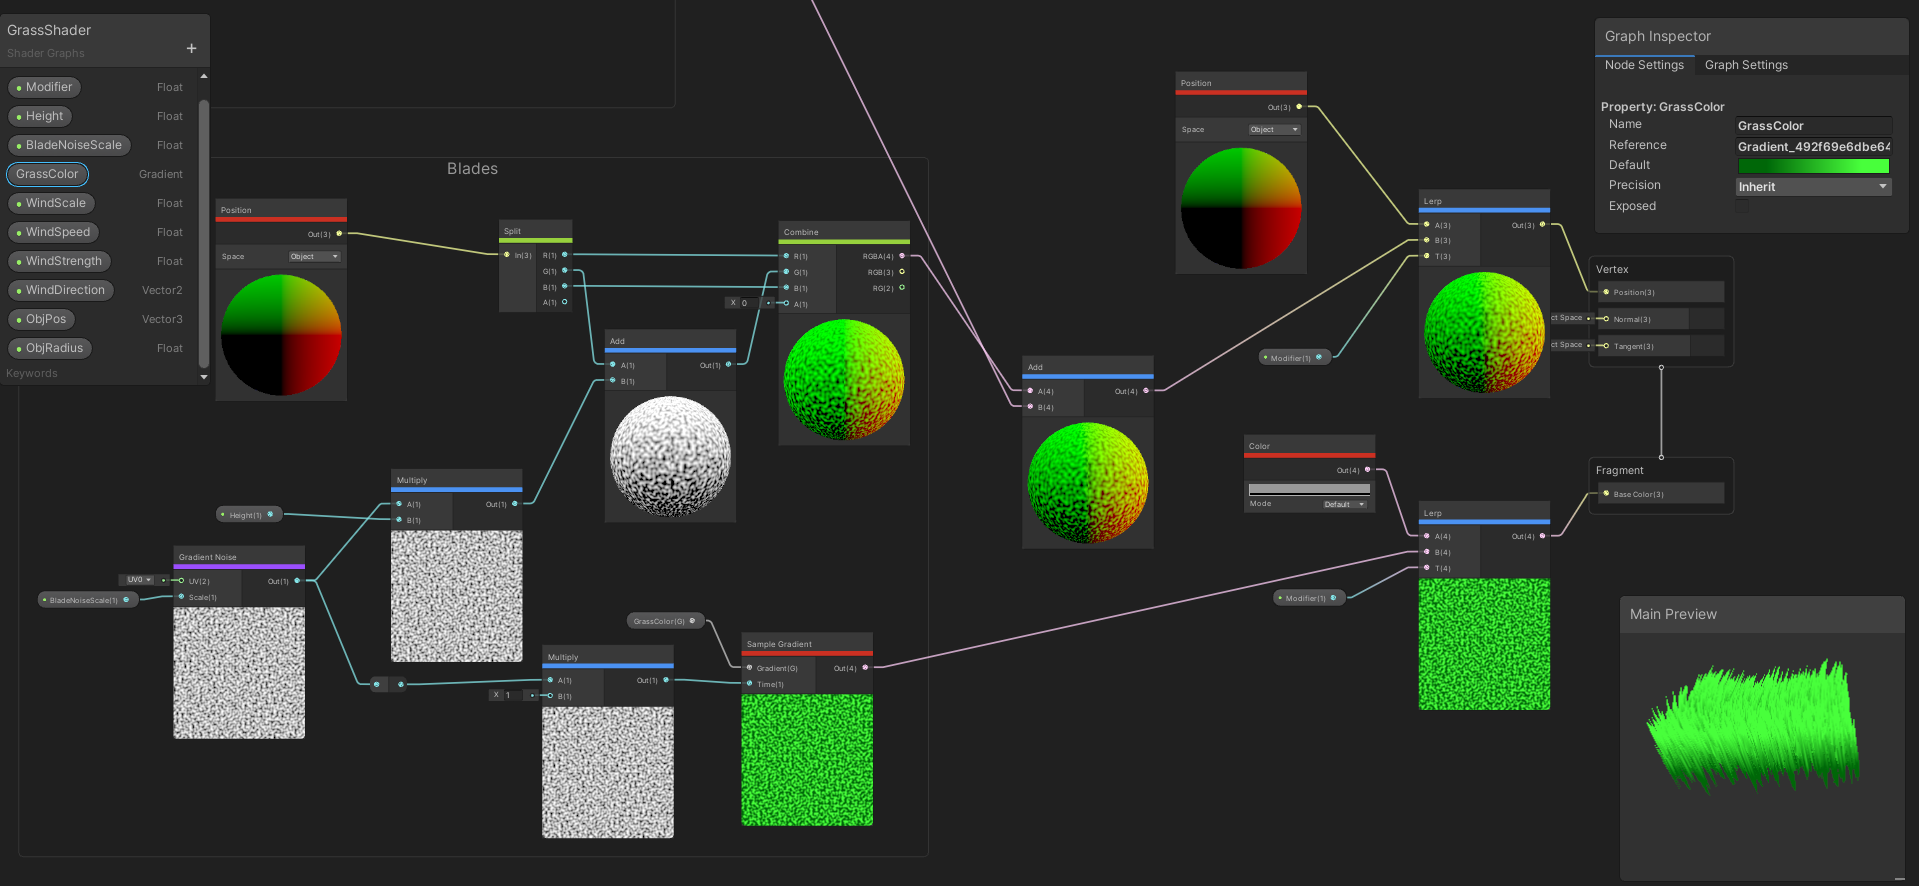 GrassShader
Shader Graphs
+
Modifier Float
Height Float
BladeNoiseScale Float
GrassColor Gradient
WindScale Float
WindSpeed Float
WindStrength Float
WindDirection Vector2
ObjPos Vector3
ObjRadius Float
Keywords
Blades
Position
Out(3)
Space Object
Split
In(3) R(1)
G(1)
B(1)
A(1)
Combine
R(1) RGBA(4)
G(1) RGB(3)
B(1) RG(2)
X 0 A(1)
Add
A(1) Out(1)
B(1)
Multiply
A(1) Out(1)
B(1)
Height(1)
Gradient Noise
UV0 UV(2) Out(1)
BladeNoiseScale(1) Scale(1)
Multiply
A(1) Out(1)
X 1 B(1)
GrassColor(G)
Sample Gradient
Gradient(G) Out(4)
Time(1)
Add
A(4) Out(4)
B(4)
Position
Out(3)
Space Object
Lerp
A(3) Out(3)
B(3)
T(3)
Modifier(1)
Color
Out(4)
Mode Default
Lerp
A(4) Out(4)
B(4)
T(4)
Modifier(1)
Vertex
Position(3)
ct Space Normal(3)
ct Space Tangent(3)
Fragment
Base Color(3)
Graph Inspector
Node Settings Graph Settings
Property: GrassColor
Name GrassColor
Reference Gradient_492f69e6dbe64
Default
Precision Inherit
Exposed
Main Preview